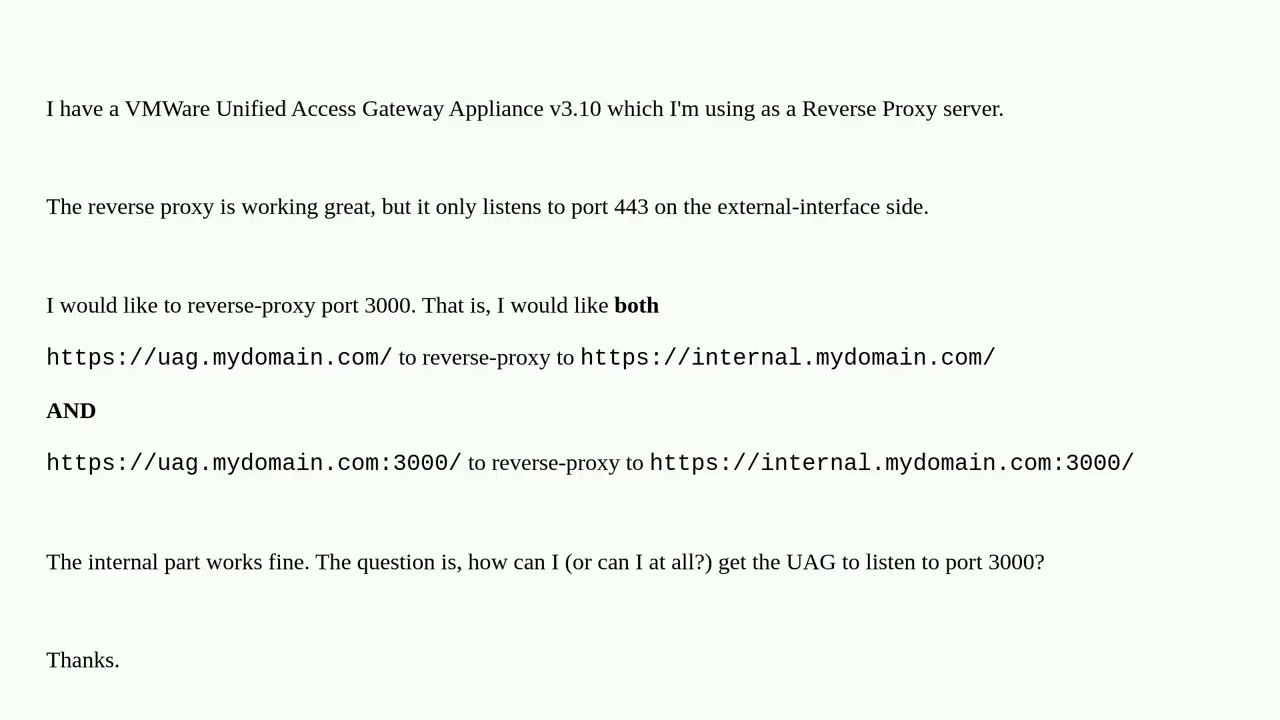 I have a VMWare Unified Access Gateway Appliance v3.10 which I'm using as a Reverse Proxy server.
The reverse proxy is working great, but it only listens to port 443 on the external-interface side.
I would like to reverse-proxy port 3000. That is, I would like both
https://uag.mydomain.com/ to reverse-proxy to https://internal.mydomain.com/
AND
https://uag.mydomain.com:3000/ to reverse-proxy to https://internal.mydomain.com:3000/
The internal part works fine. The question is, how can I (or can I at all?) get the UAG to listen to port 3000?
Thanks.